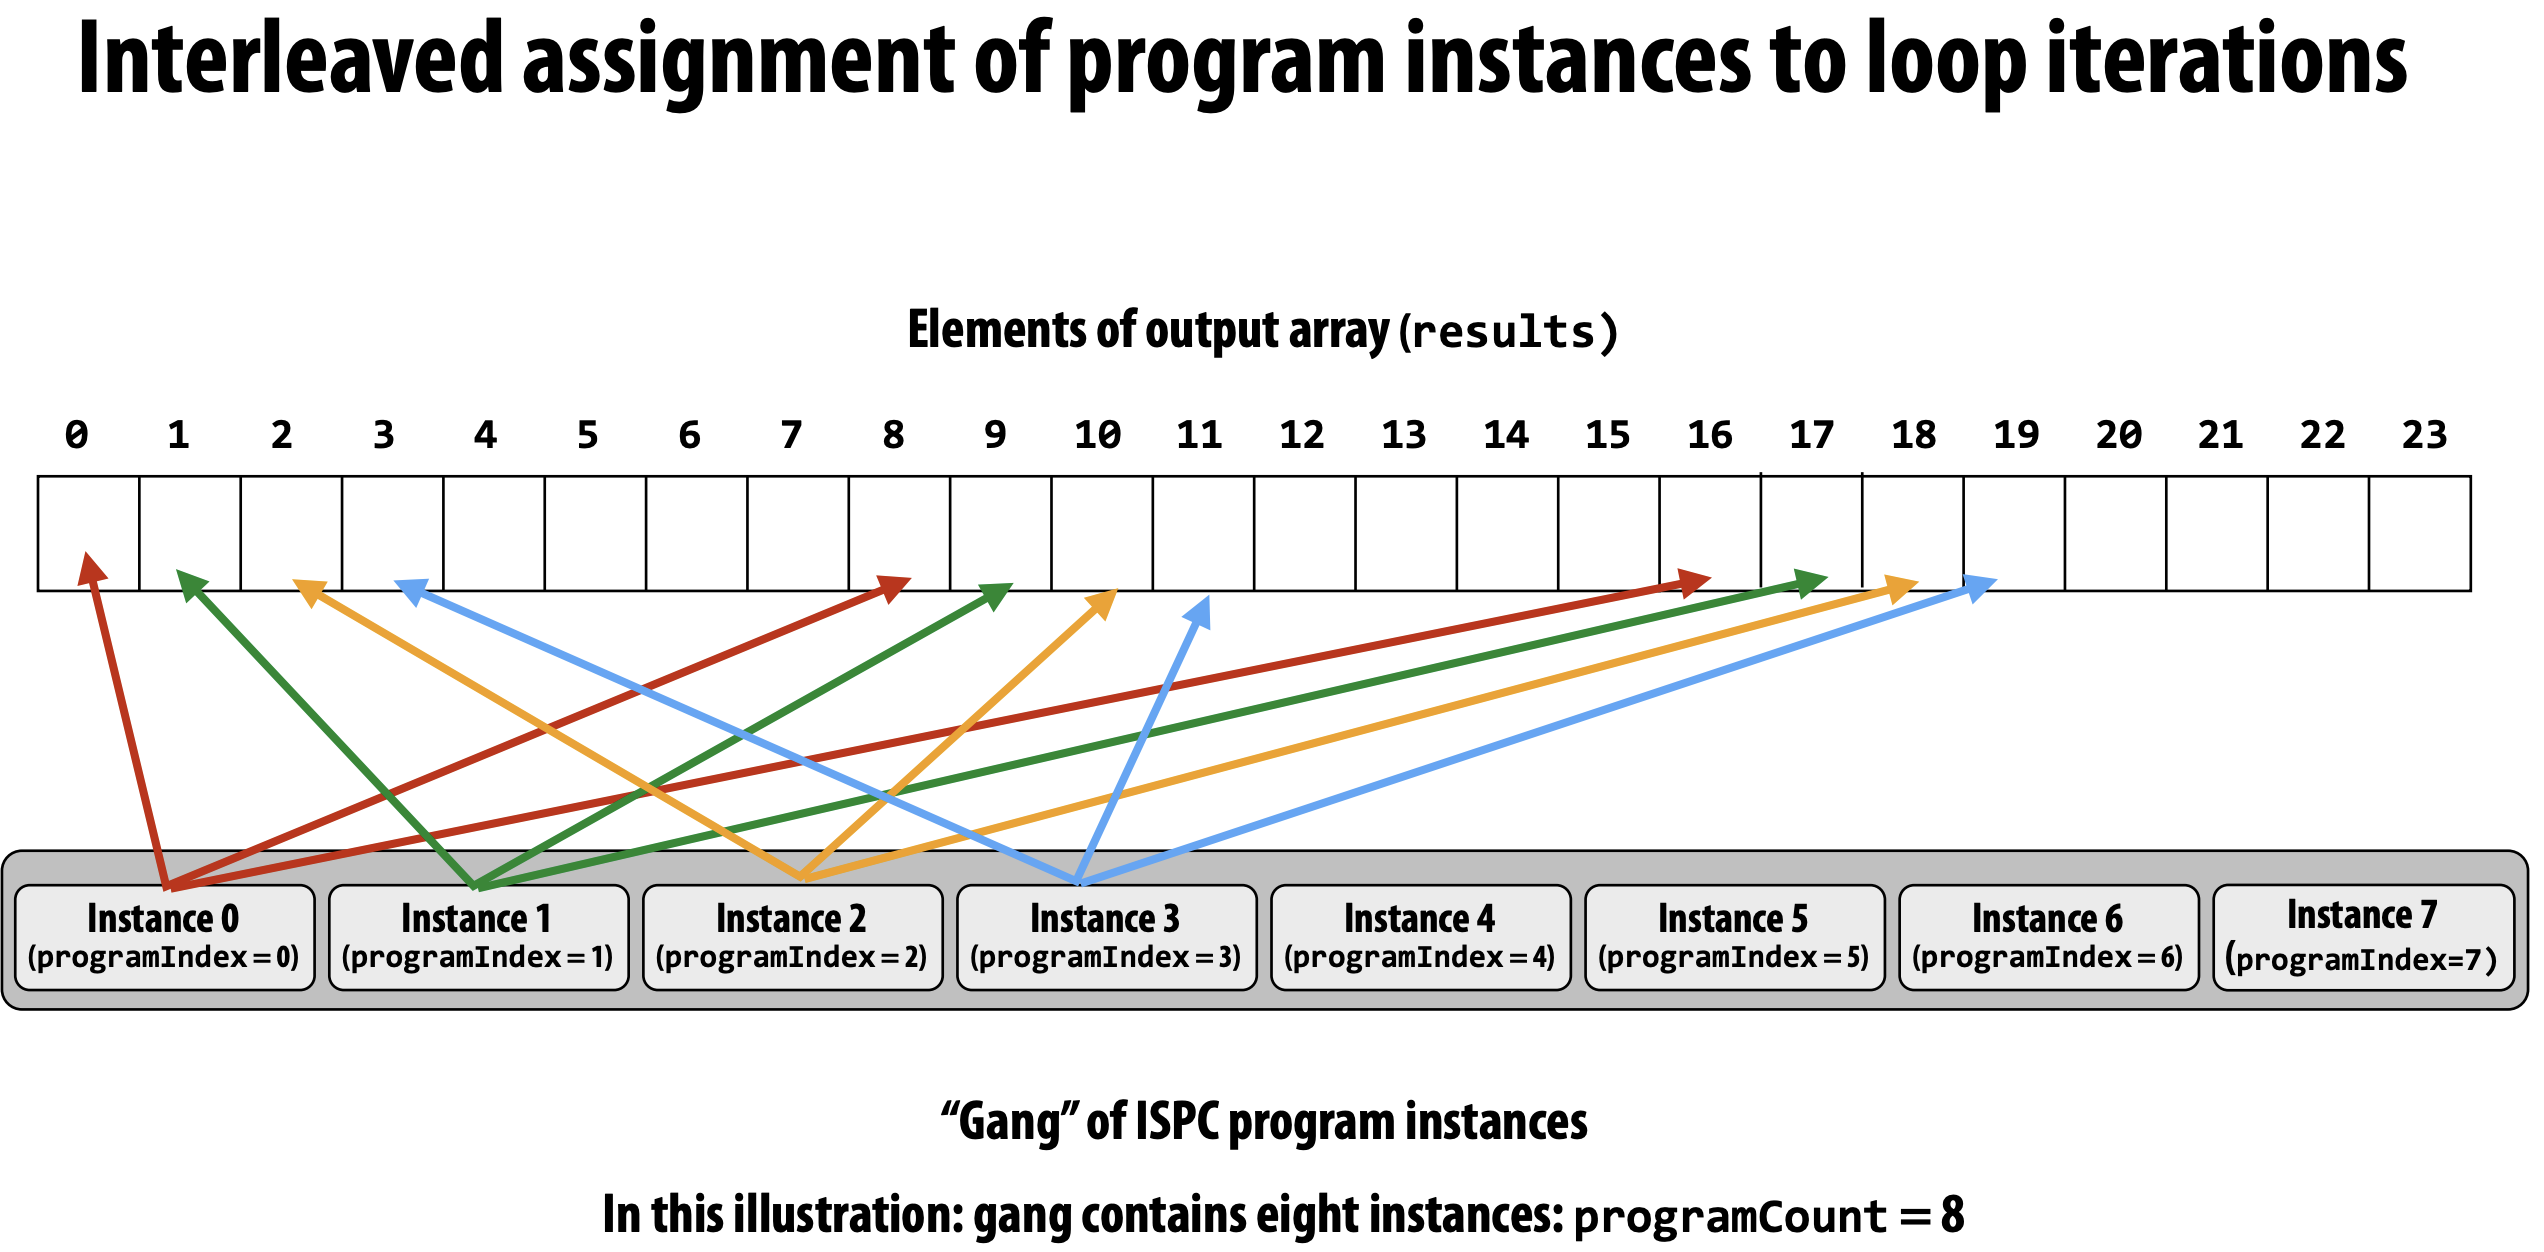 Interleaved assignment of program instances to loop iterations
Elements of output array (results)
0 1 2 3 4 5 6 7 8 9 10 11 12 13 14 15 16 17 18 19 20 21 22 23
Instance 0
(programIndex = 0)
Instance 1
(programIndex = 1)
Instance 2
(programIndex = 2)
Instance 3
(programIndex = 3)
Instance 4
(programIndex = 4)
Instance 5
(programIndex = 5)
Instance 6
(programIndex = 6)
Instance 7
(programIndex=7)
“Gang” of ISPC program instances
In this illustration: gang contains eight instances: programCount = 8